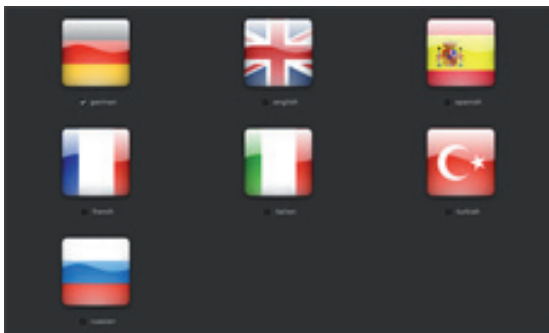 german
english
spanish
french
italian
turkish
russian